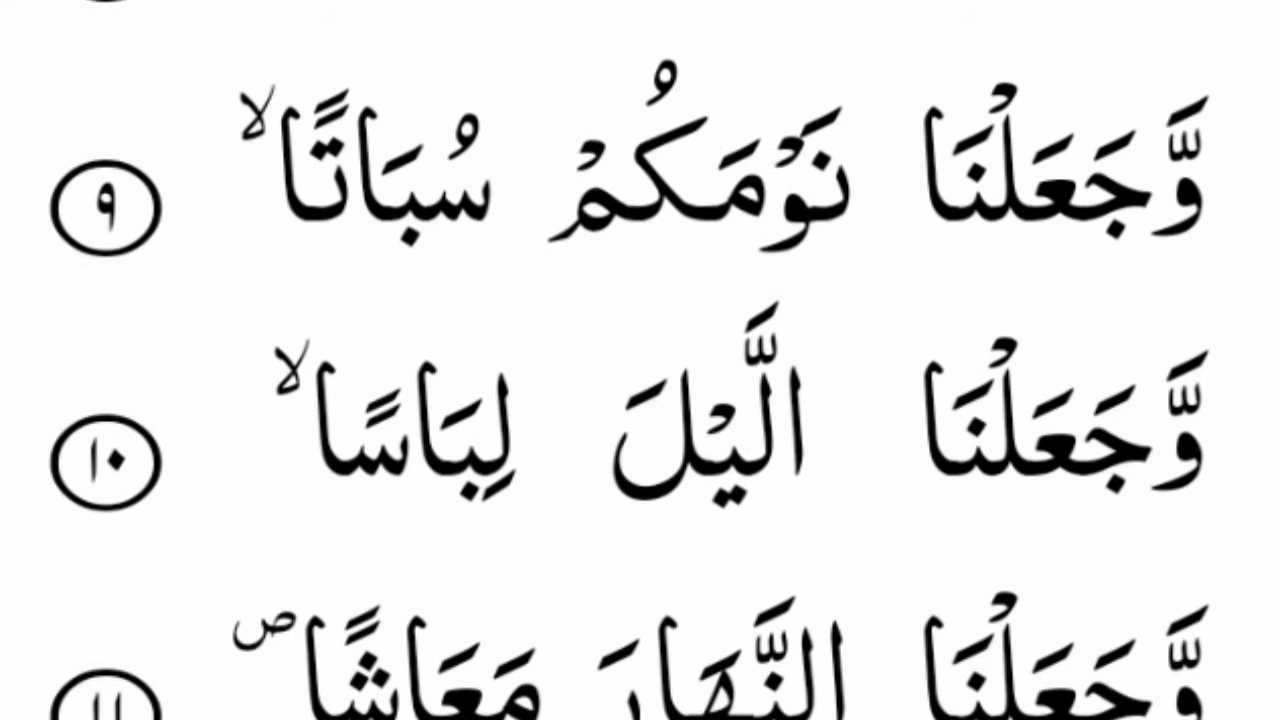 وَّجَعَلْنَا نَوْمَكُمْ سُبَاتًا ۙ ٩
وَّجَعَلْنَا الَّيْلَ لِبَاسًا ۙ ١٠
وَّجَعَلْنَا النَّهَارَ مَعَاشًا ۖ ١١